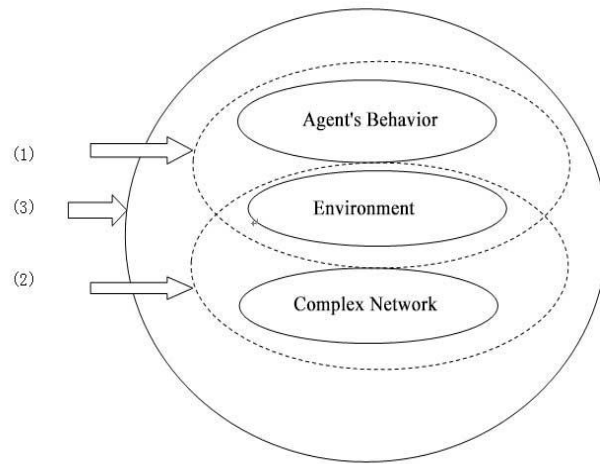 Agent's Behavior
(1)
(3)
Environment
(2)
Complex Network